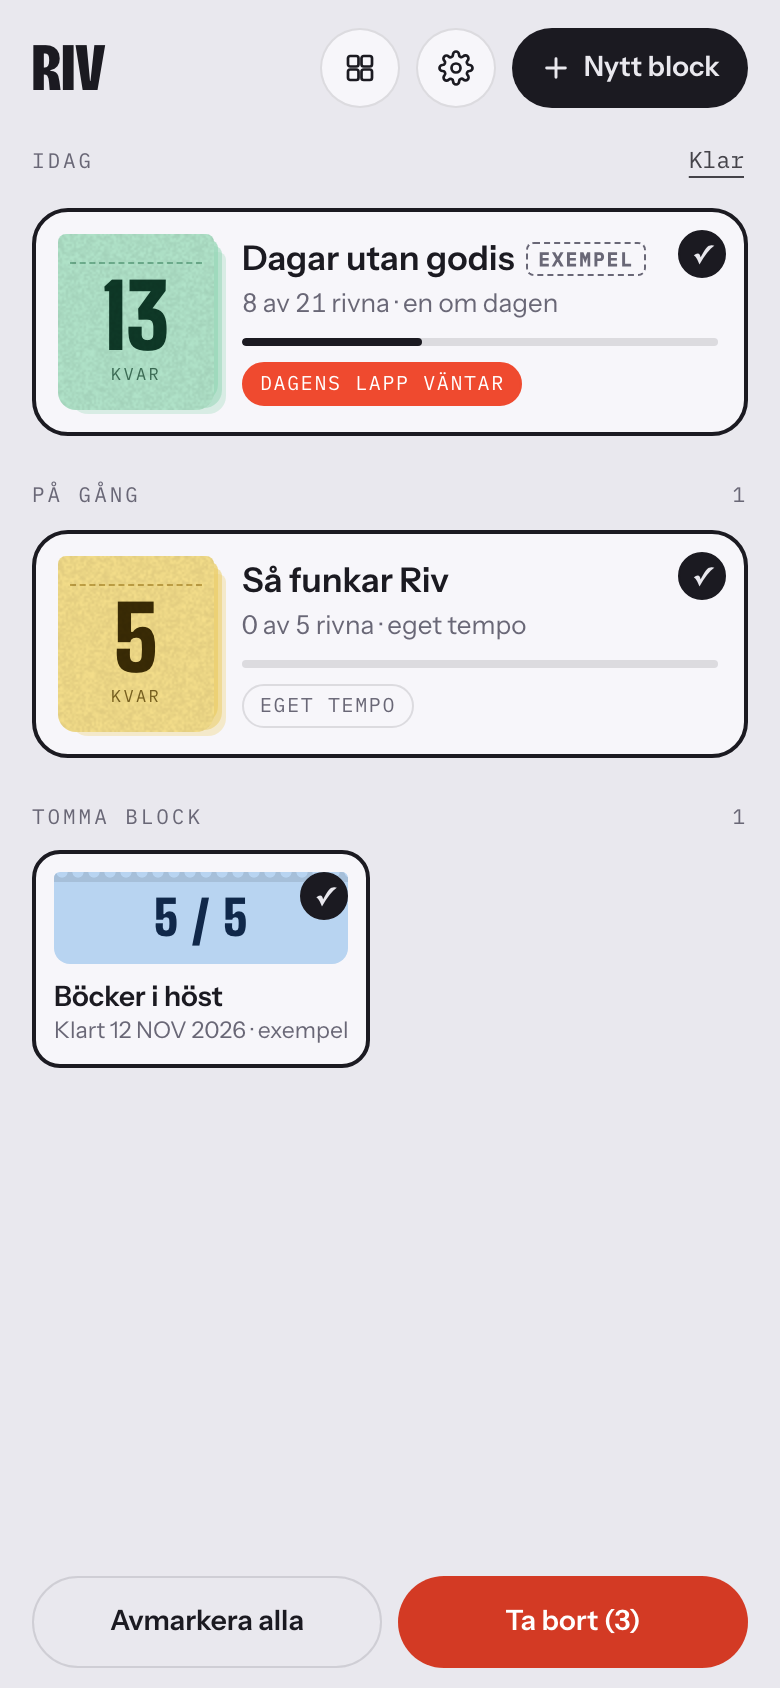 RIV
Nytt block
IDAG
Klar
13
KVAR
Dagar utan godis EXEMPEL
8 av 21 rivna · en om dagen
DAGENS LAPP VÄNTAR
PÅ GÅNG 1
5
KVAR
Så funkar Riv
0 av 5 rivna · eget tempo
EGET TEMPO
TOMMA BLOCK 1
5 / 5
Böcker i höst
Klart 12 NOV 2026 · exempel
Avmarkera alla
Ta bort (3)